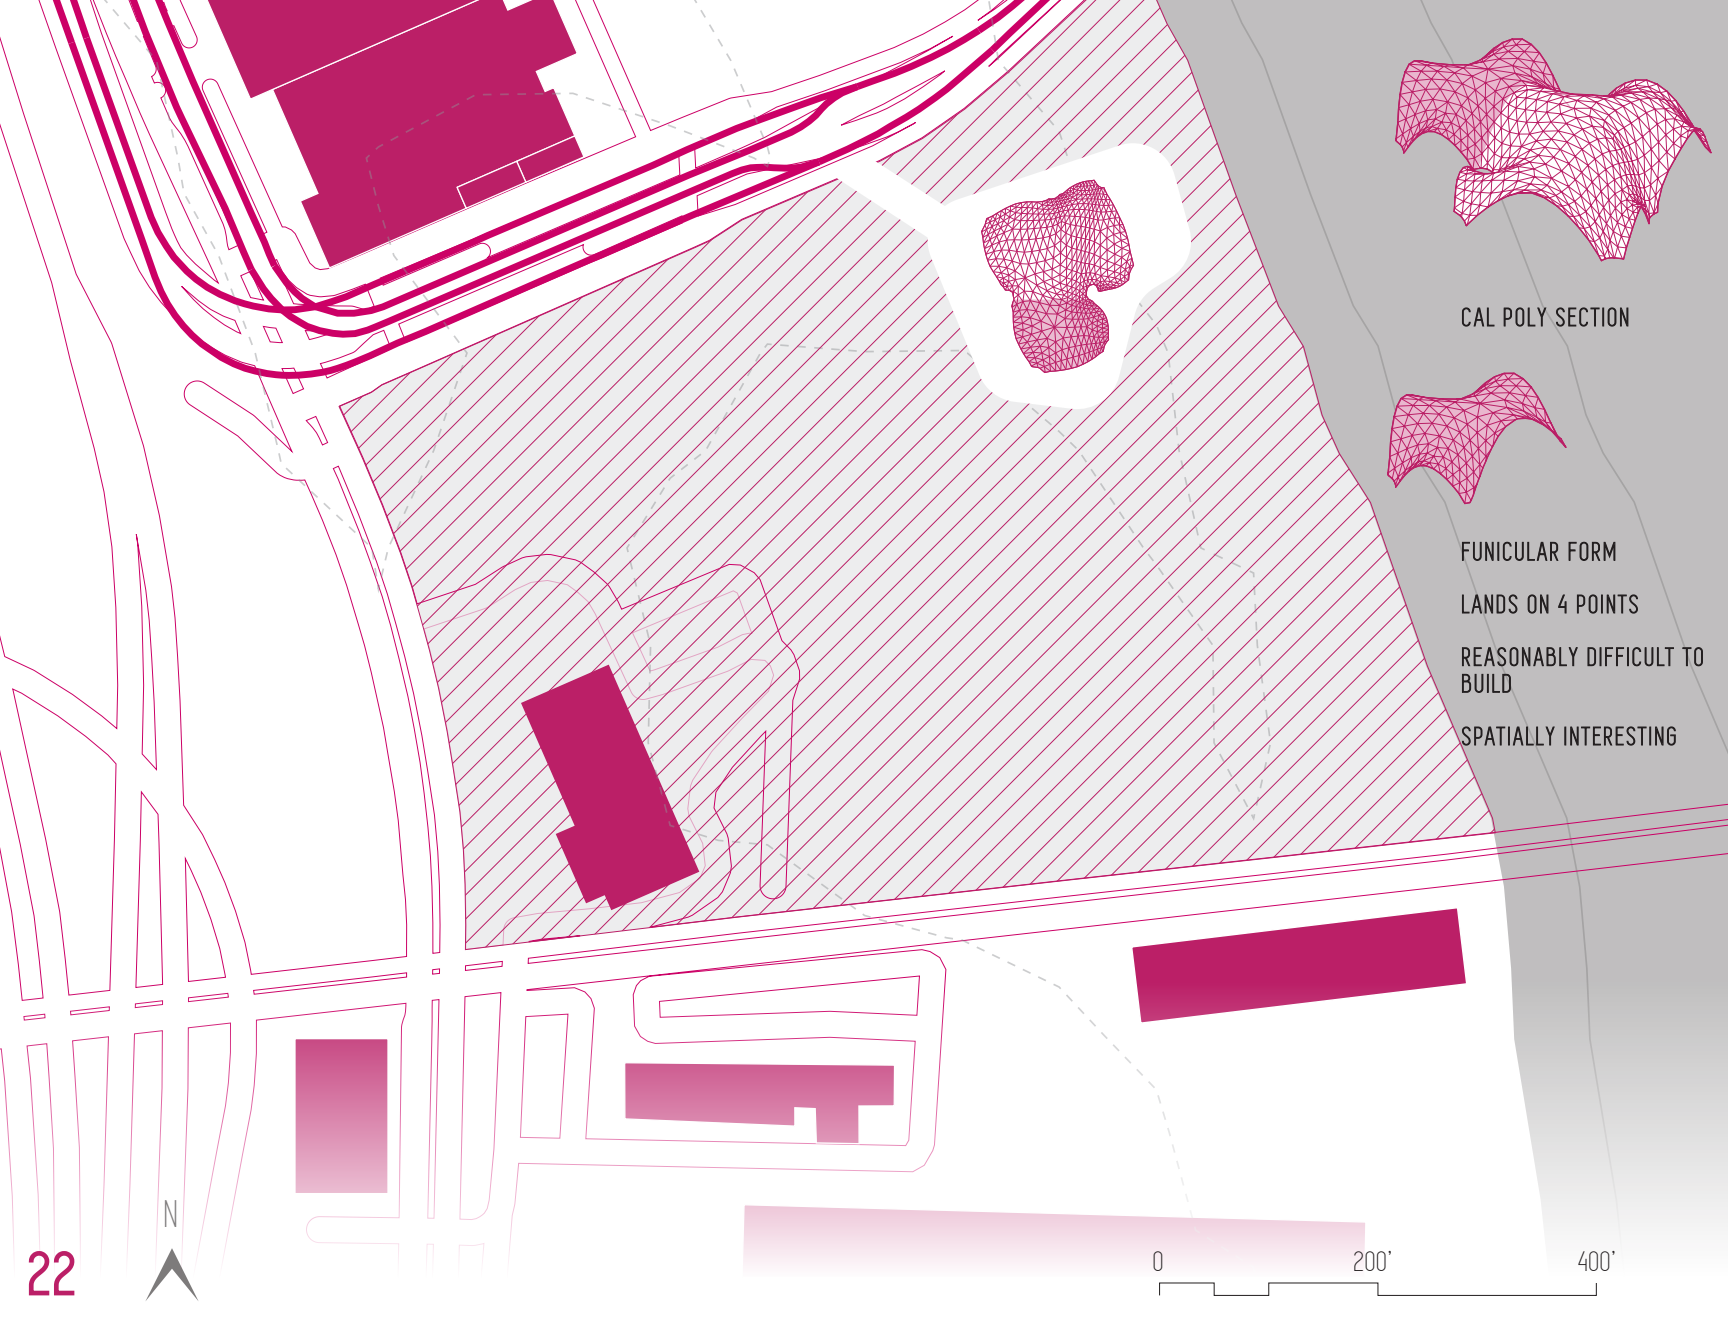 CAL POLY SECTION
FUNICULAR FORM
LANDS ON 4 POINTS
REASONABLY DIFFICULT TO
BUILD
SPATIALLY INTERESTING
N
22
0 200' 400'